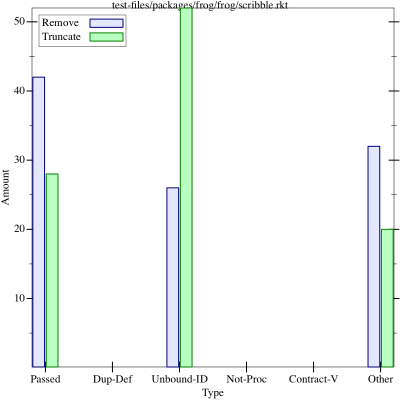 test-files/packages/frog/frog/scribble.rkt
Remove
Truncate
50
40
30
20
10
Amount
Passed Dup-Def Unbound-ID Not-Proc Contract-V Other
Type